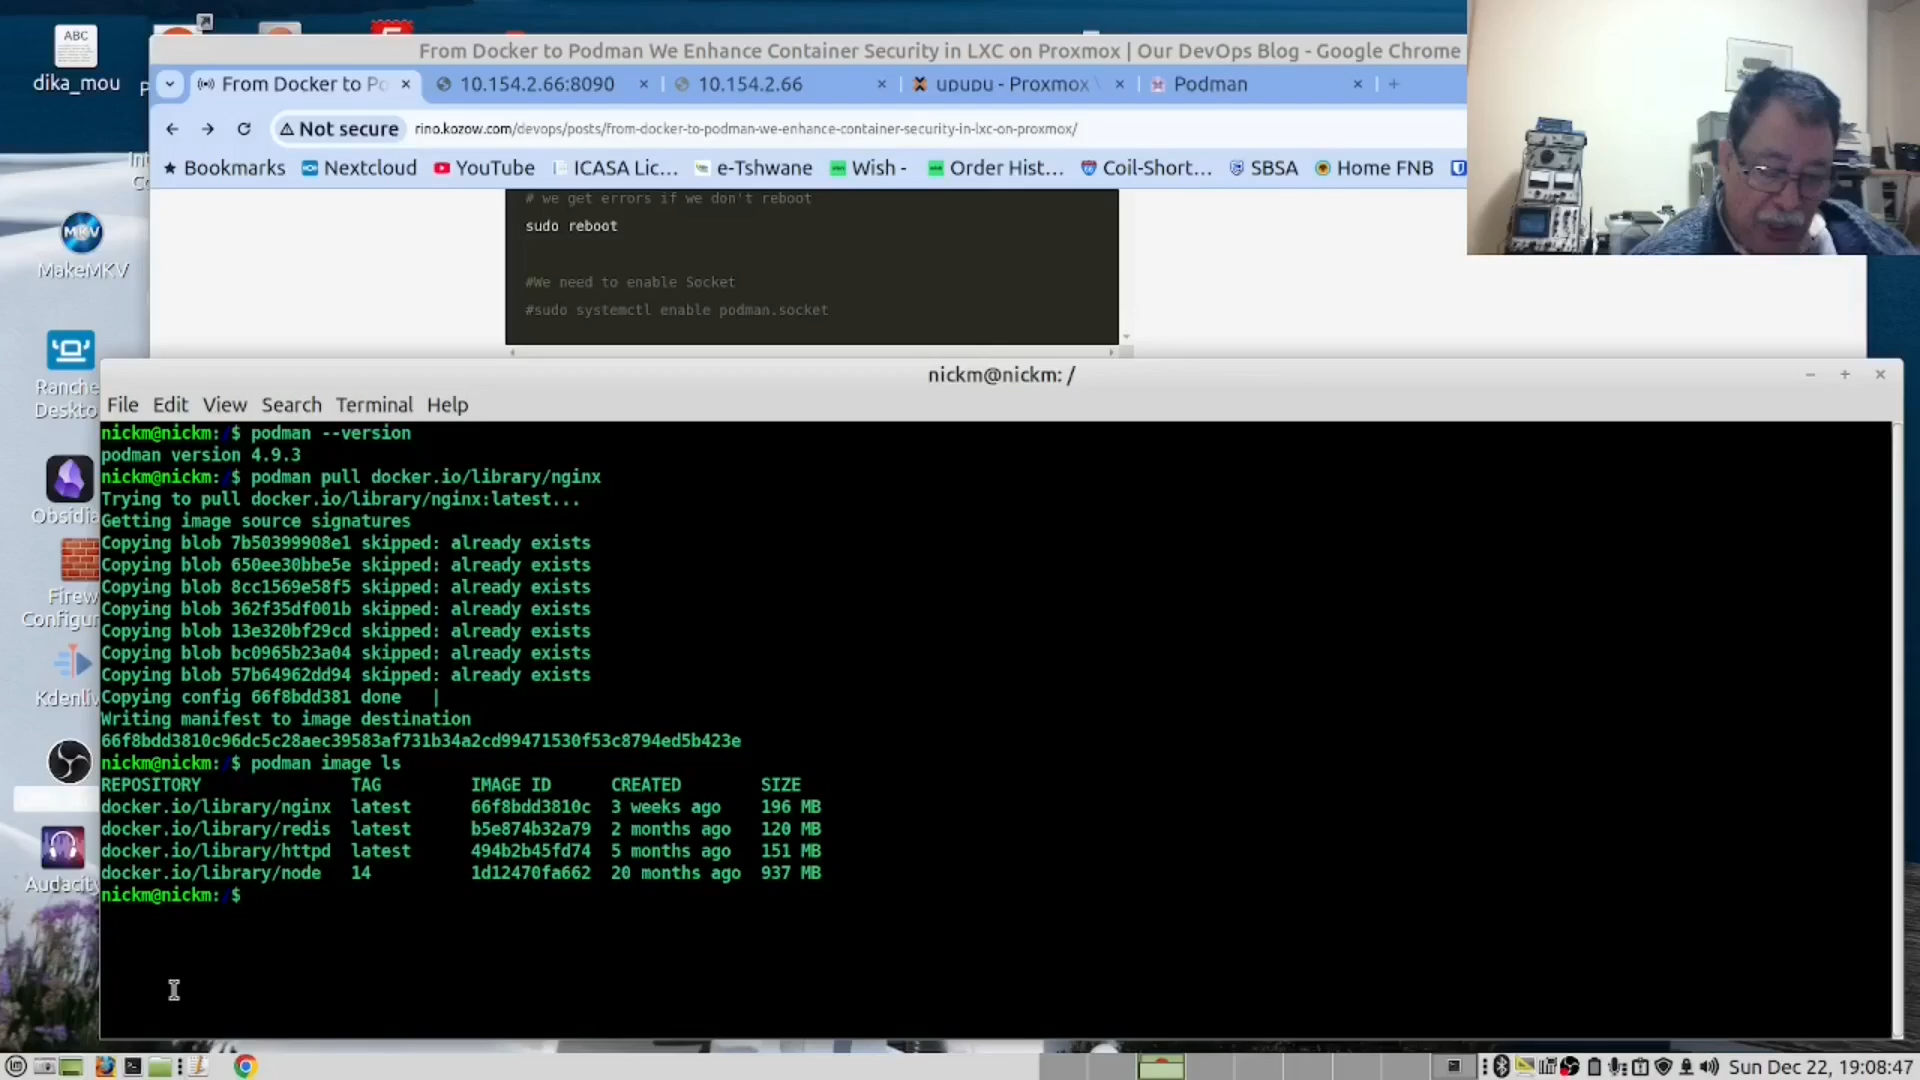 ABC
dika_mou
MKV
MakeMKV
Ranche
Deskto
Obsidia
Firew
Configur
Kdenliv
Audacity
From Docker to Podman We Enhance Container Security in LXC on Proxmox | Our DevOps Blog - Google Chrome
From Docker to Po
10.154.2.66:8090
10.154.2.66
Podman
Not secure
rino.kozow.com/devops/posts/from-docker-to-podman-we-enhance-container-security-in-lxc-on-proxmox/
Bookmarks Nextcloud YouTube ICASA Lic... e-Tshwane Wish - Order Hist... Coil-Short... SBSA Home FNB
# we get errors if we don't reboot
sudo reboot
#We need to enable Socket
#sudo systemctl enable podman.socket
nickm@nickm: /
File Edit View Search Terminal Help
nickm@nickm:/$ podman --version
podman version 4.9.3
nickm@nickm:/$ podman pull docker.io/library/nginx
Trying to pull docker.io/library/nginx:latest...
Getting image source signatures
Copying blob 7b50399908e1 skipped: already exists
Copying blob 650ee30bbe5e skipped: already exists
Copying blob 8cc1569e58f5 skipped: already exists
Copying blob 362f35df001b skipped: already exists
Copying blob 13e320bf29cd skipped: already exists
Copying blob bc0965b23a04 skipped: already exists
Copying blob 57b64962dd94 skipped: already exists
Copying config 66f8bdd381 done   |
Writing manifest to image destination
66f8bdd3810c96dc5c28aec39583af731b34a2cd99471530f53c8794ed5b423e
nickm@nickm:/$ podman image ls
REPOSITORY TAG IMAGE ID CREATED SIZE
docker.io/library/nginx latest 66f8bdd3810c 3 weeks ago 196 MB
docker.io/library/redis latest b5e874b32a79 2 months ago 120 MB
docker.io/library/httpd latest 494b2b45fd74 5 months ago 151 MB
docker.io/library/node 14 1d12470fa662 20 months ago 937 MB
nickm@nickm:/$
Sun Dec 22, 19:08:47